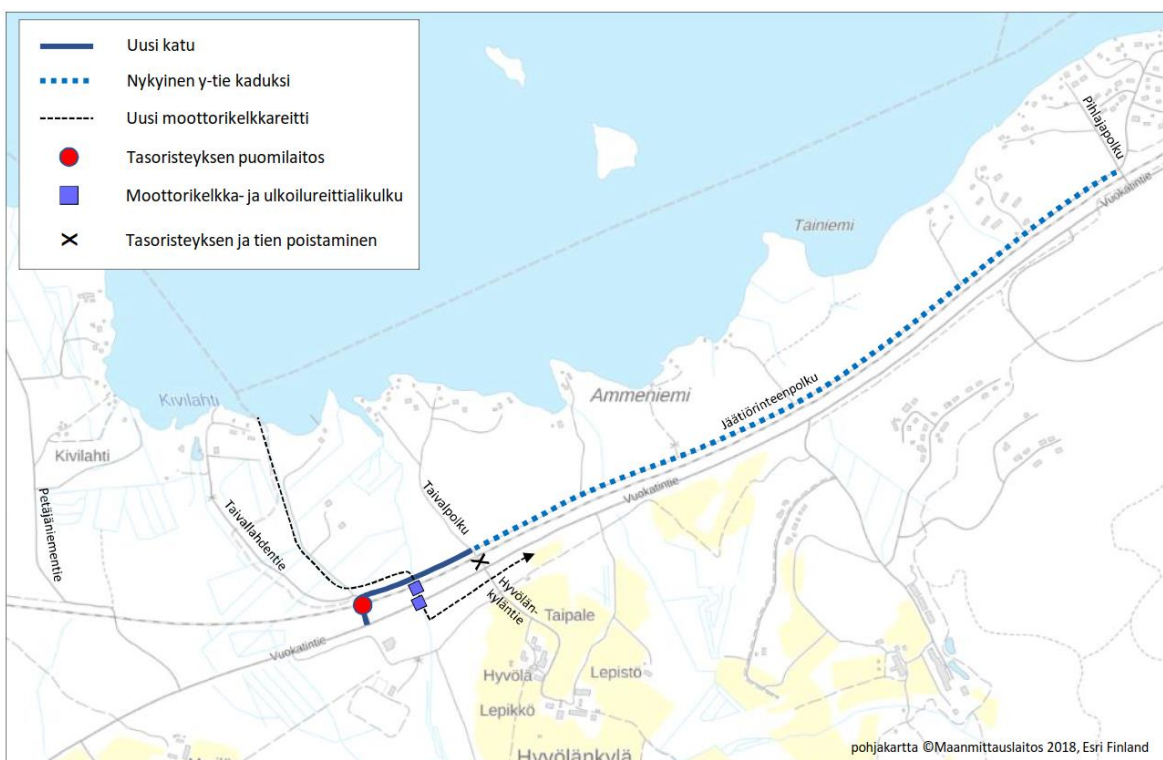 Uusi katu
Nykyinen y-tie kaduksi
Uusi moottorikelkkareitti
Tasoristeyksen puomilaitos
Moottorikelkka- ja ulkoilureittialikulku
Tasoristeyksen ja tien poistaminen
Pihlajapolku
Vuokatintie
Tainiemi
Ammeniemi
Jäätiörinteenpolku
Kivilahti
Kivilahti
Petäjäniementie
Taivallahdentie
Taivalpolku
Vuokatintie
Hyvölän-
kyläntie
Taipale
Vuokatintie
Hyvölä
Lepistö
Lepikkö
Hyvölänkylä
pohjakartta ©Maanmittauslaitos 2018, Esri Finland